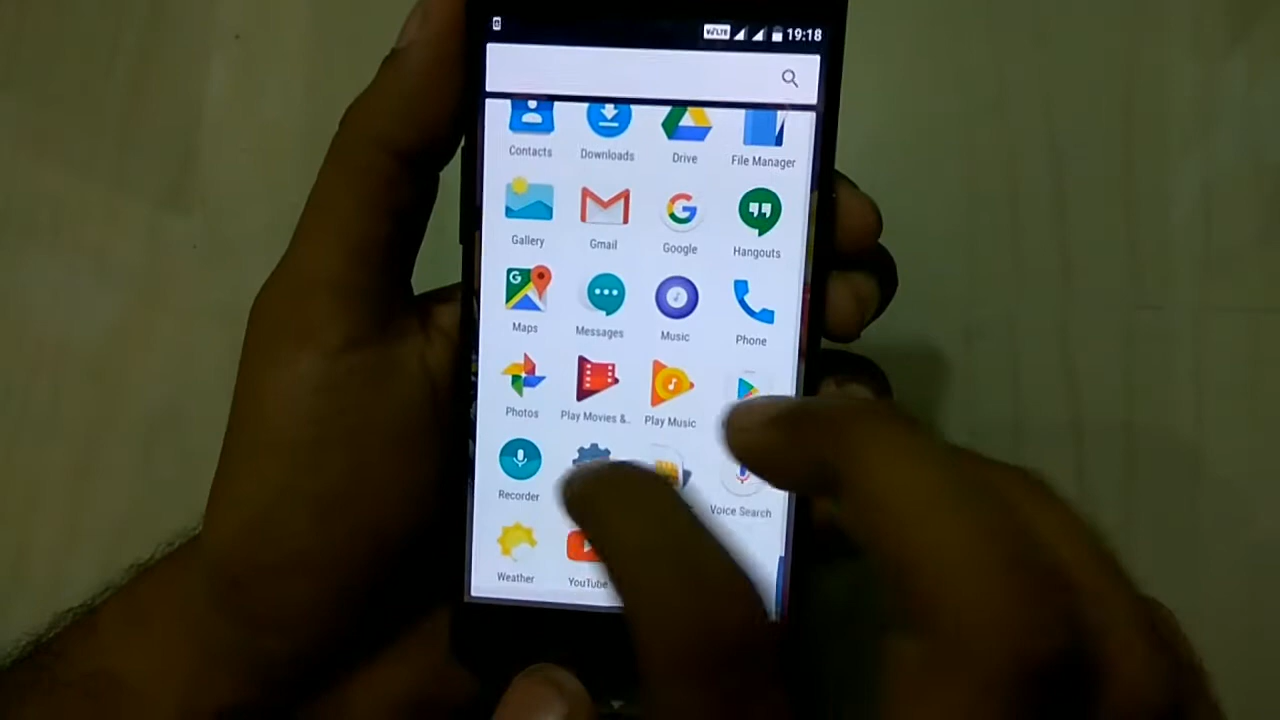 VoLTE 19:18
Contacts Downloads Drive File Manager
Gallery Gmail Google Hangouts
G
Maps Messages Music Phone
Photos Play Movies &.. Play Music
Recorder Voice Search
Weather YouTube